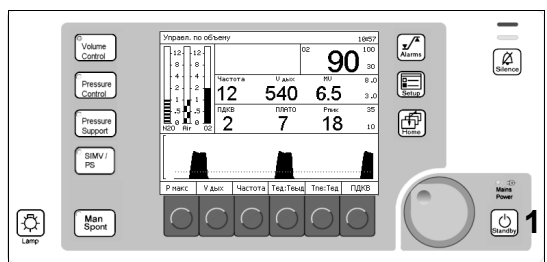 Volume Control
Pressure Control
Pressure Support
SIMV / PS
Man Spont
Lamp
Управл. по объему 10:57
12 12
8 8
4 4
2 2
1 1
.5 .5
0 0
N2O Air O2
O2 90 100 30
Частота V дых MV 8.0
12 540 6.5 3.0
ПДКВ ПЛАТО Рпик 35
2 7 18 10
Р макс V дых Частота Твд:Твыд Tпе:Твд ПДКВ
Alarms
Setup
Home
Silence
Mains Power
Standby 1